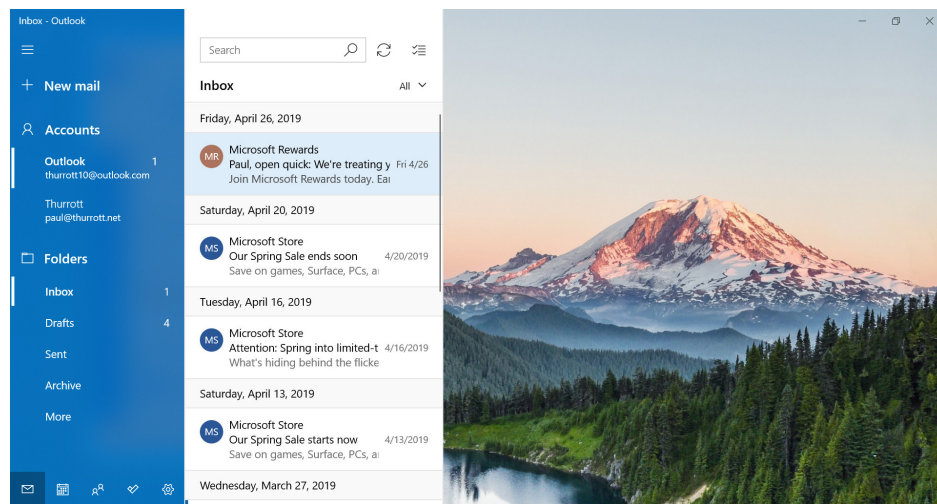 Inbox - Outlook
New mail
Accounts
Outlook 1
thurrott10@outlook.com
Thurrott
paul@thurrott.net
Folders
Inbox 1
Drafts 4
Sent
Archive
More
Search
Inbox All
Friday, April 26, 2019
MR
Microsoft Rewards
Paul, open quick: We're treating y Fri 4/26
Join Microsoft Rewards today. Ear
Saturday, April 20, 2019
MS
Microsoft Store
Our Spring Sale ends soon 4/20/2019
Save on games, Surface, PCs, a
Tuesday, April 16, 2019
MS
Microsoft Store
Attention: Spring into limited-t 4/16/2019
What's hiding behind the flicke
Saturday, April 13, 2019
MS
Microsoft Store
Our Spring Sale starts now 4/13/2019
Save on games, Surface, PCs, a
Wednesday, March 27, 2019